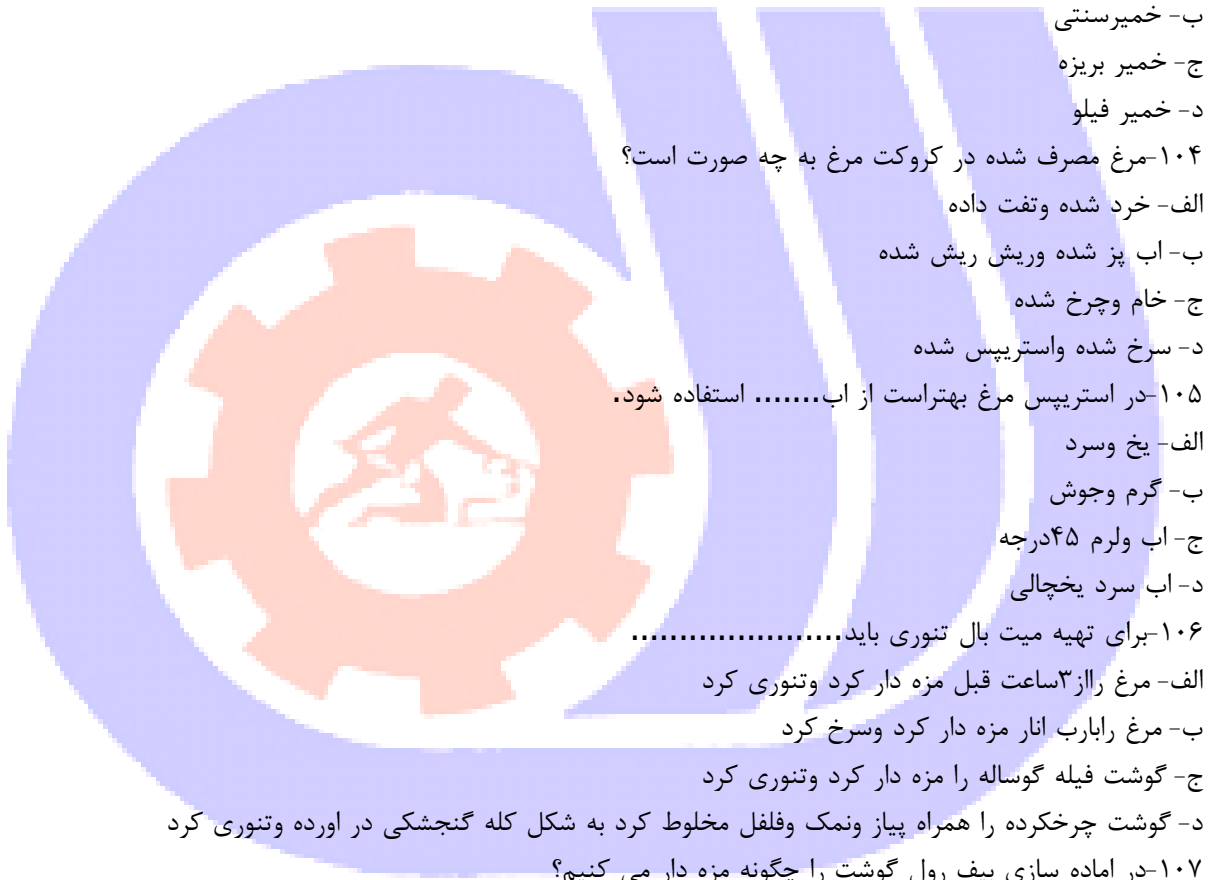 ب- خمیرسنتی
ج- خمیر بریزه
د- خمیر فیلو
۱۰۴-مرغ مصرف شده در کروکت مرغ به چه صورت است؟
الف- خرد شده وتفت داده
ب- اب پز شده وریش ریش شده
ج- خام وچرخ شده
د- سرخ شده واستریپس شده
۱۰۵-در استریپس مرغ بهتراست از اب....... استفاده شود.
الف- یخ وسرد
ب- گرم وجوش
ج- اب ولرم ۴۵درجه
د- اب سرد یخچالی
۱۰۶-برای تهیه میت بال تنوری باید......................
الف- مرغ رااز۳ساعت قبل مزه دار کرد وتنوری کرد
ب- مرغ رابارب انار مزه دار کرد وسرخ کرد
ج- گوشت فیله گوساله را مزه دار کرد وتنوری کرد
د- گوشت چرخکرده را همراه پیاز ونمک وفلفل مخلوط کرد به شکل کله گنجشکی در اورده وتنوری کرد
۱۰۷-در اماده سازی بیف رول گوشت را چگونه مزه دار می کنیم؟